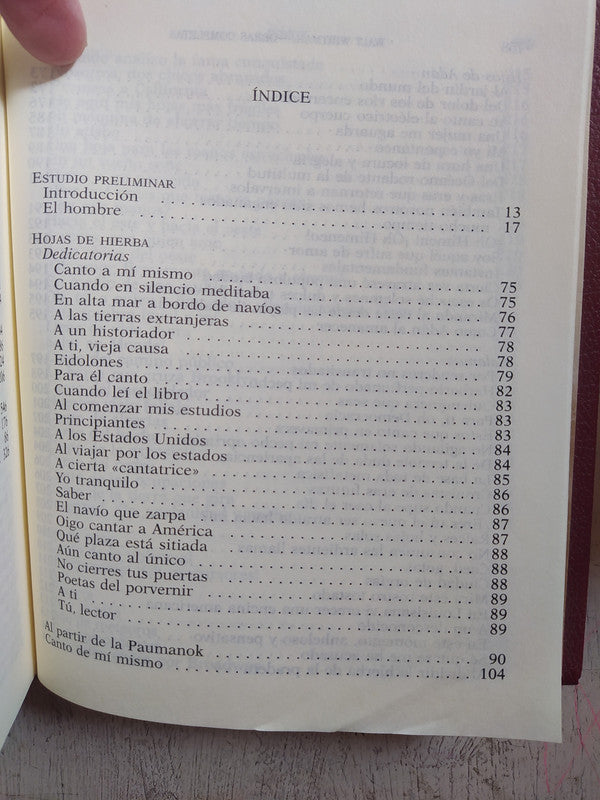 ÍNDICE
ESTUDIO PRELIMINAR
Introducción . . . . . . . . . . 13
El hombre . . . . . . . . . . 17
HOJAS DE HIERBA
Dedicatorias
Canto a mí mismo . . . . . . . . . . 75
Cuando en silencio meditaba . . . . . . . . . . 75
En alta mar a bordo de navíos . . . . . . . . . . 76
A las tierras extranjeras . . . . . . . . . . 77
A un historiador . . . . . . . . . . 78
A ti, vieja causa . . . . . . . . . . 78
Eidolones . . . . . . . . . . 79
Para él canto . . . . . . . . . . 82
Cuando leí el libro . . . . . . . . . . 83
Al comenzar mis estudios . . . . . . . . . . 83
Principiantes . . . . . . . . . . 83
A los Estados Unidos . . . . . . . . . . 84
Al viajar por los estados . . . . . . . . . . 84
A cierta «cantatrice» . . . . . . . . . . 85
Yo tranquilo . . . . . . . . . . 86
Saber . . . . . . . . . . 86
El navío que zarpa . . . . . . . . . . 87
Oigo cantar a América . . . . . . . . . . 87
Qué plaza está sitiada . . . . . . . . . . 88
Aún canto al único . . . . . . . . . . 88
No cierres tus puertas . . . . . . . . . . 88
Poetas del porvernir . . . . . . . . . . 89
A ti . . . . . . . . . . 89
Tú, lector . . . . . . . . . . 89
Al partir de la Paumanok . . . . . . . . . . 90
Canto de mí mismo . . . . . . . . . . 104